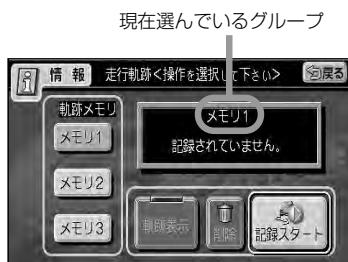 現在選んでいるグループ
情報 走行軌跡<操作を選択して下さい> 戻る
軌跡メモリ
メモリ1
メモリ1
記録されていません。
メモリ2
メモリ3
軌跡表示 削除 記録スタート